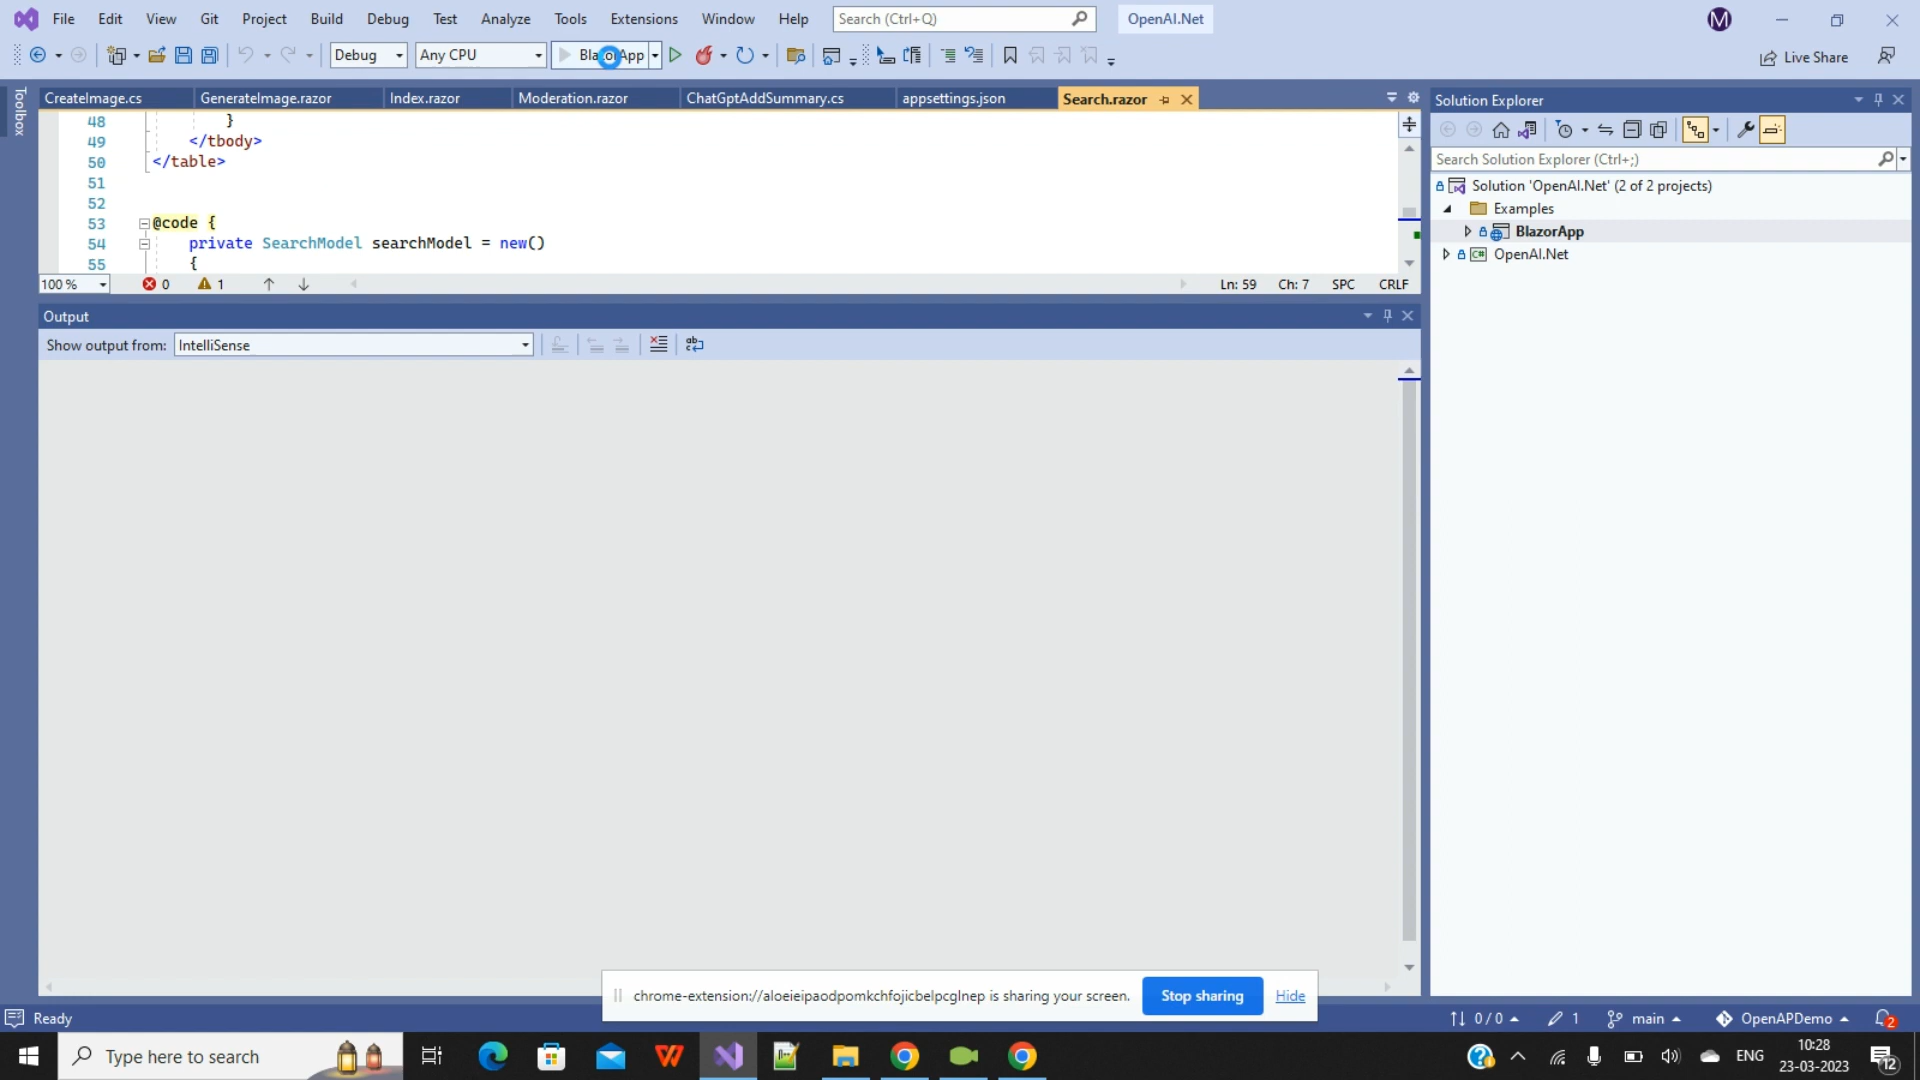 File Edit View Git Project Build Debug Test Analyze Tools Extensions Window Help Search (Ctrl+Q) OpenAI.Net M
Debug Any CPU BlazorApp Live Share
Toolbox
CreateImage.cs GenerateImage.razor Index.razor Moderation.razor ChatGptAddSummary.cs appsettings.json Search.razor
48 }
49 </tbody>
50 </table>
51
52
53 @code {
54 private SearchModel searchModel = new()
55 {
100 % 0 1 Ln: 59 Ch: 7 SPC CRLF
Output
Show output from: IntelliSense
Solution Explorer
Search Solution Explorer (Ctrl+;)
Solution 'OpenAI.Net' (2 of 2 projects)
Examples
BlazorApp
C# OpenAI.Net
chrome-extension://aloeieipaodpomkchfojicbelpcglnep is sharing your screen. Stop sharing Hide
Ready 0 / 0 1 main OpenAPDemo 2
Type here to search ENG 10:28
23-03-2023 12